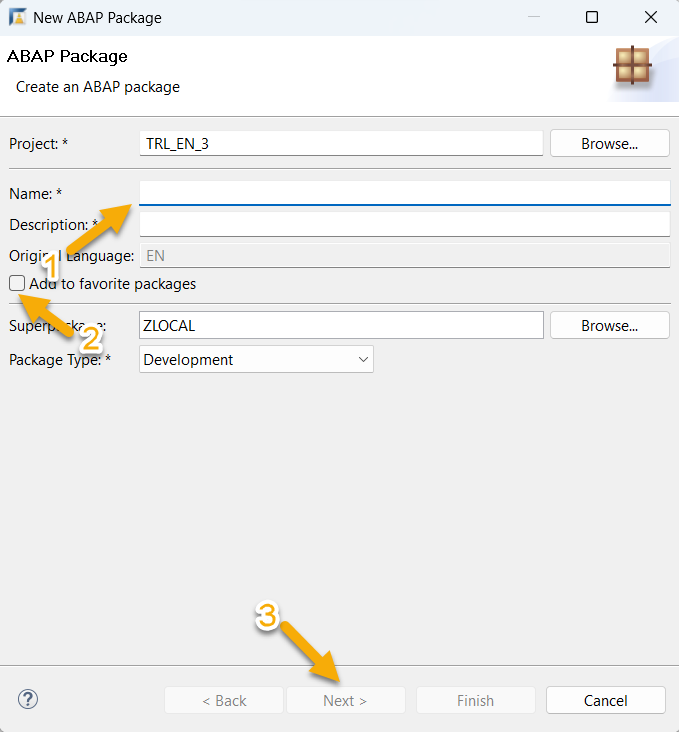 New ABAP Package
ABAP Package
Create an ABAP package
Project: * TRL_EN_3 Browse...
Name: *
Description: *
1
Original Language: EN
Add to favorite packages
2
Superpackage: ZLOCAL Browse...
Package Type: * Development
3
? < Back Next > Finish Cancel